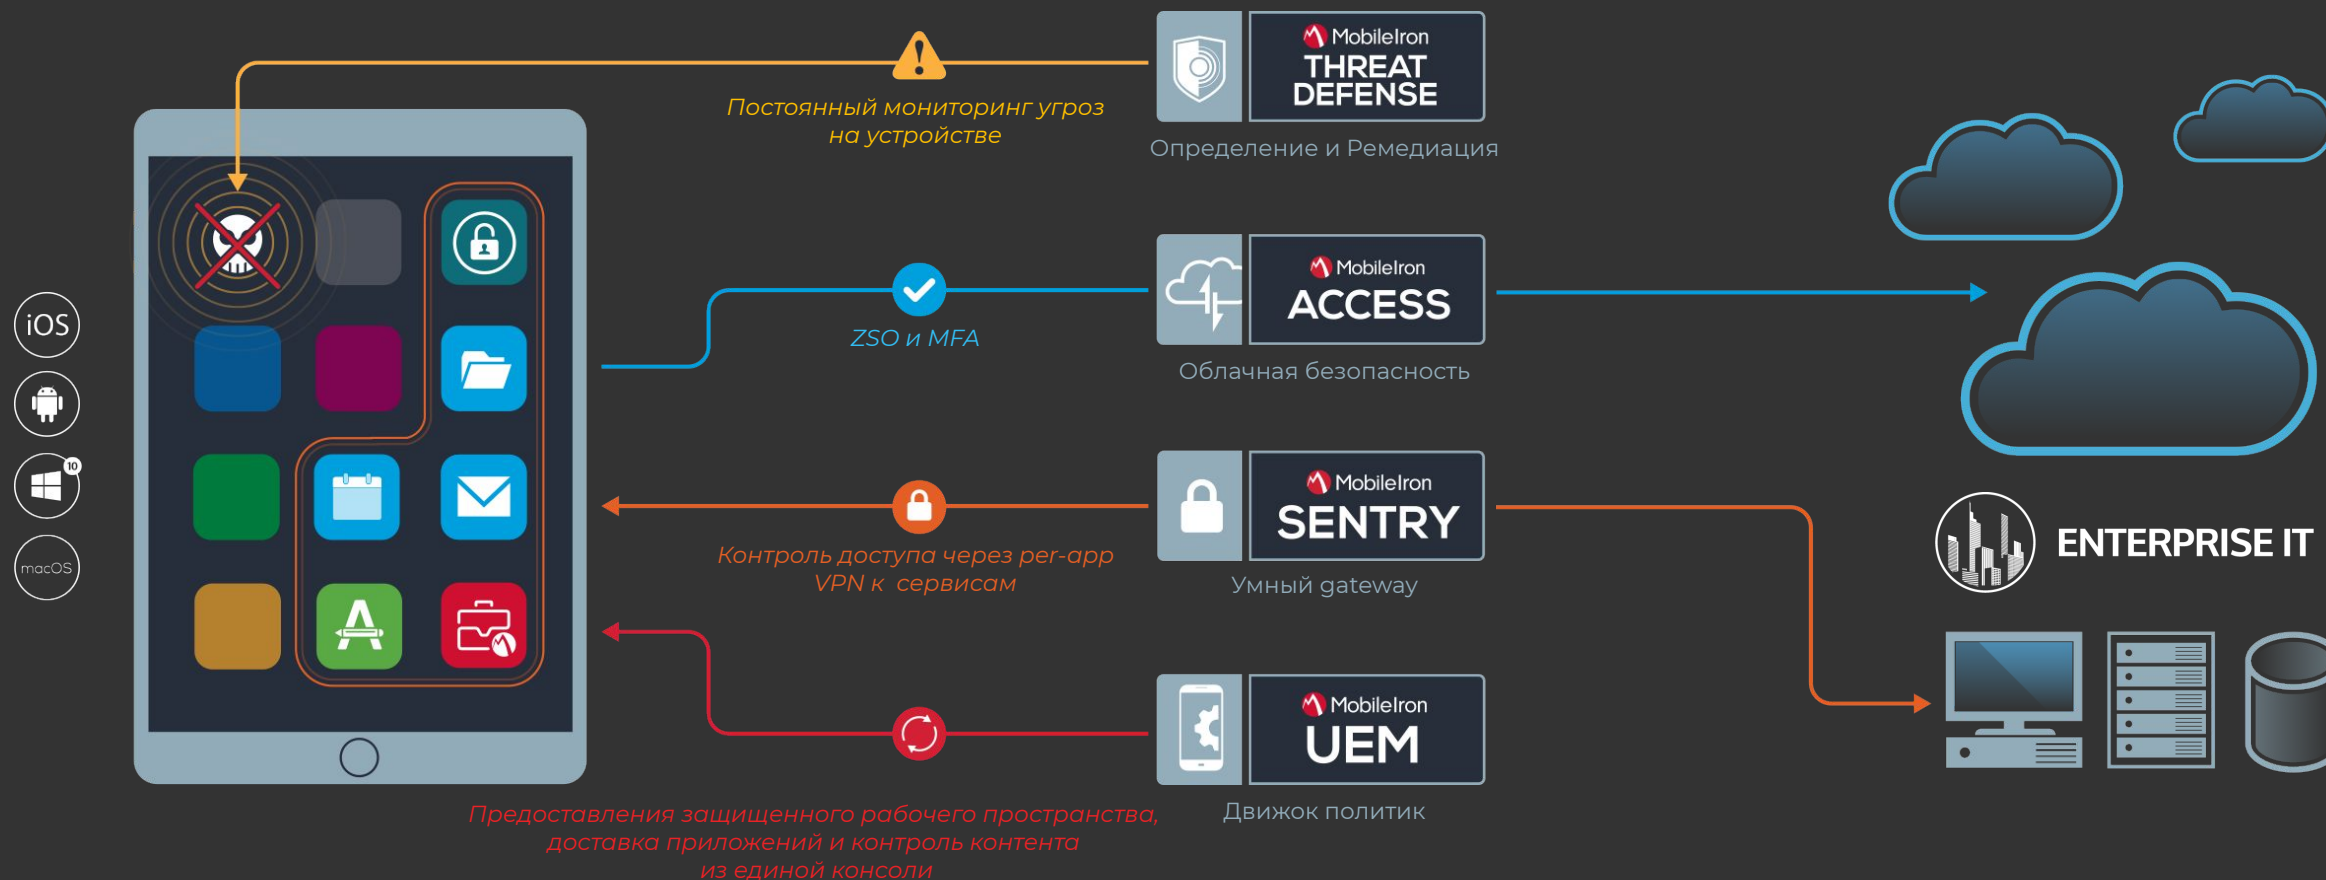 MobileIron
THREAT
DEFENSE
Определение и Ремедиация
Постоянный мониторинг угроз
на устройстве
MobileIron
ACCESS
Облачная безопасность
ZSO и MFA
iOS
10
macOS
MobileIron
SENTRY
Умный gateway
Контроль доступа через per-app
VPN к сервисам
ENTERPRISE IT
MobileIron
UEM
Движок политик
Предоставления защищенного рабочего пространства,
доставка приложений и контроль контента
из единой консоли